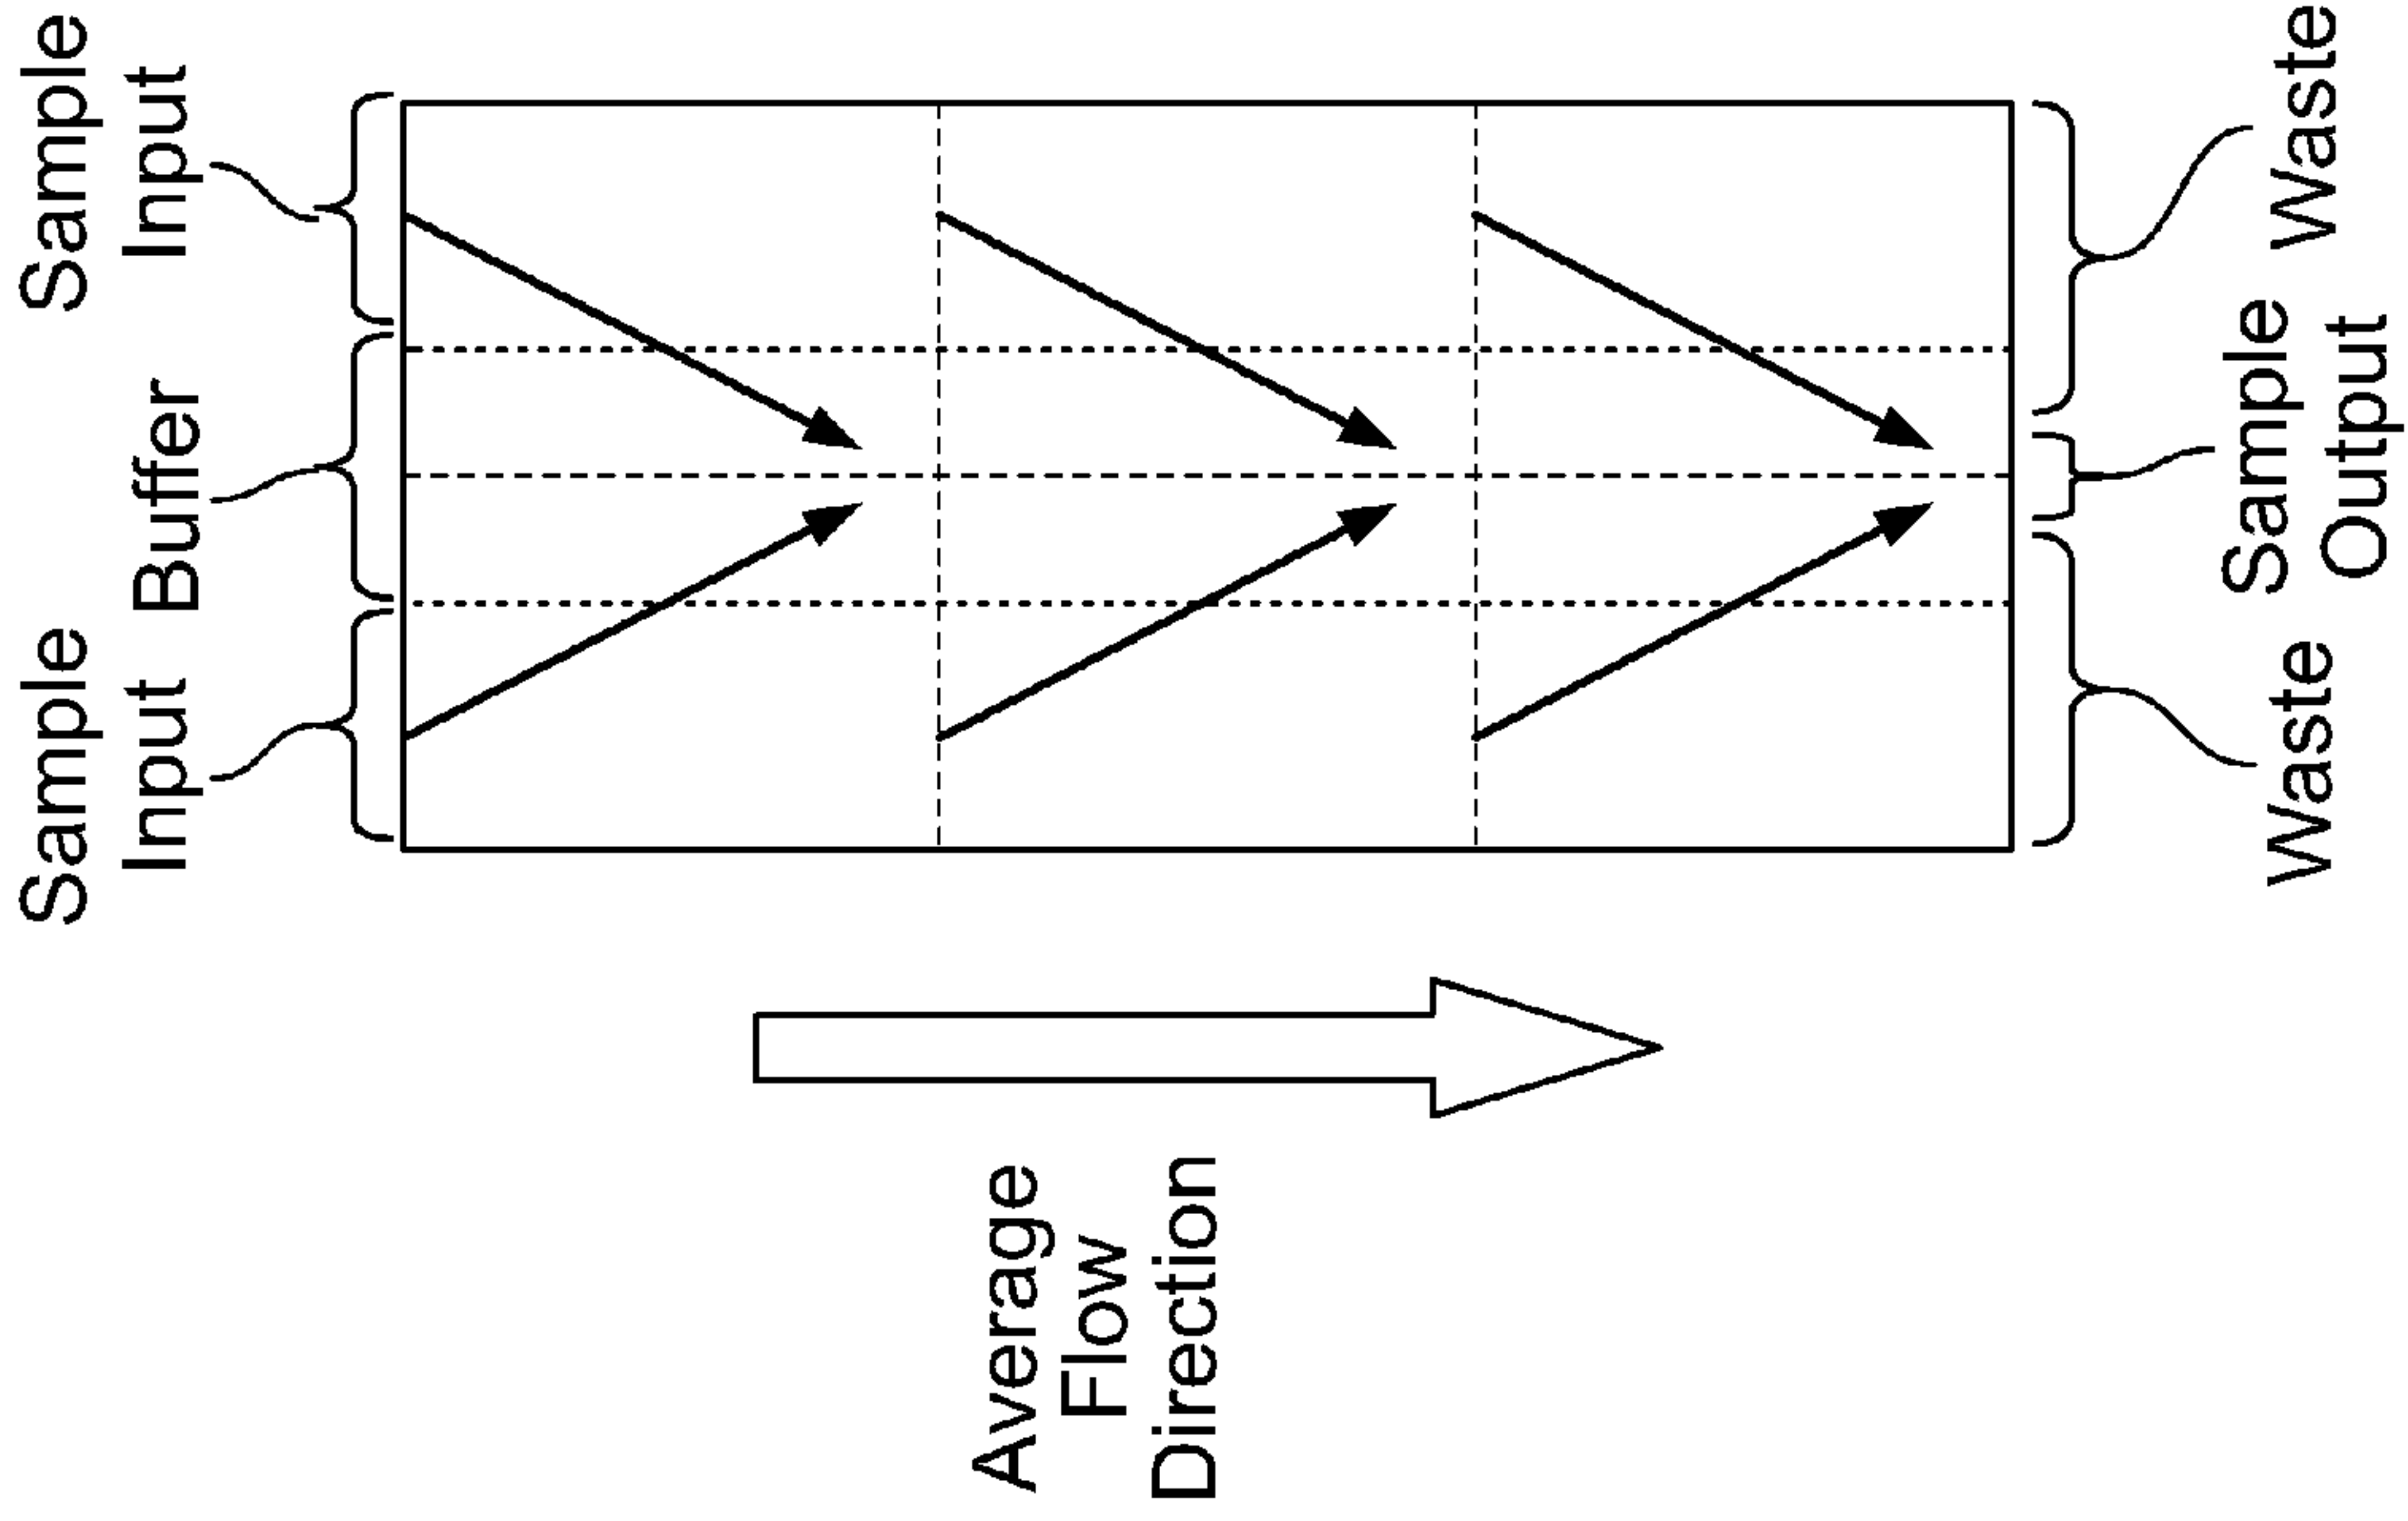 Sample
Input
Buffer
Sample
Input
Average
Flow
Direction
Waste
Sample
Output
Waste